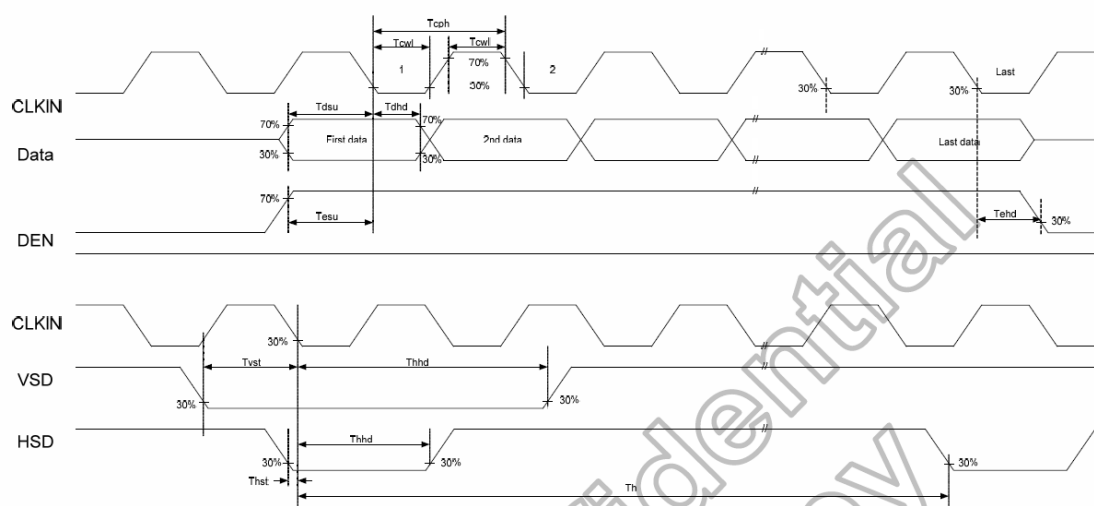 Tcph
Tcwl
Tcwl
70%
1
30%
2
30%
30%
Last
CLKIN
Tdsu
Tdhd
70%
70%
First data
2nd data
Last data
Data
30%
30%
70%
Tesu
Tehd
30%
DEN
CLKIN
30%
Tvst
Thhd
VSD
30%
30%
HSD
Thhd
30%
30%
30%
Thst
Th